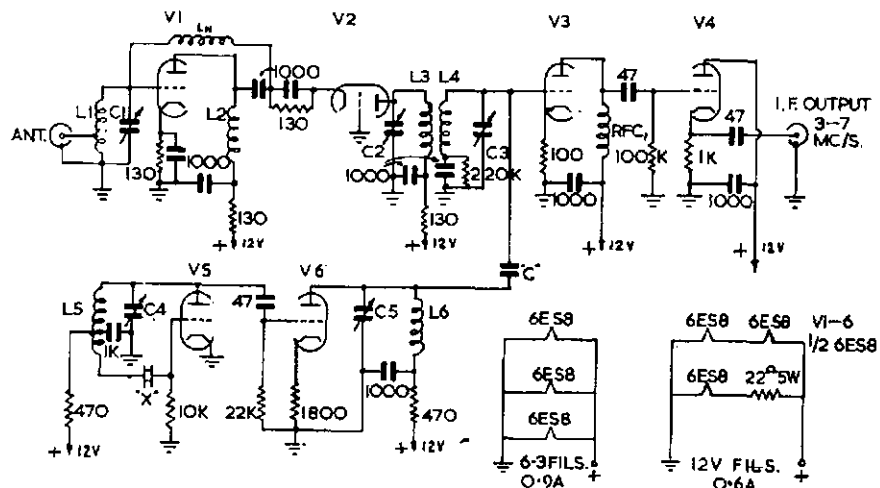 V1
V2
V3
V4
LN
1000
L3
L4
47
L1
C1
L2
I.F. OUTPUT
ANT.
130
C2
C3
RFC,
47
3-7
MC/S.
130
1000
1000
220K
100
100K
1K
1000
1000
130
130
+ 12V
+ 12V
+ 12V
+ 12V
"C"
V5
V6
L5
C4
47
C5
L6
6ES8
6ES8
6ES8
V1-6
1/2 6ES8
1K
6ES8
6ES8
22Ω 5W
"X"
1000
470
10K
22K
1800
470
6ES8
+ 12V
+ 12V
6·3 FILS.
0·9A
+
12V FILS.
0·6A
+